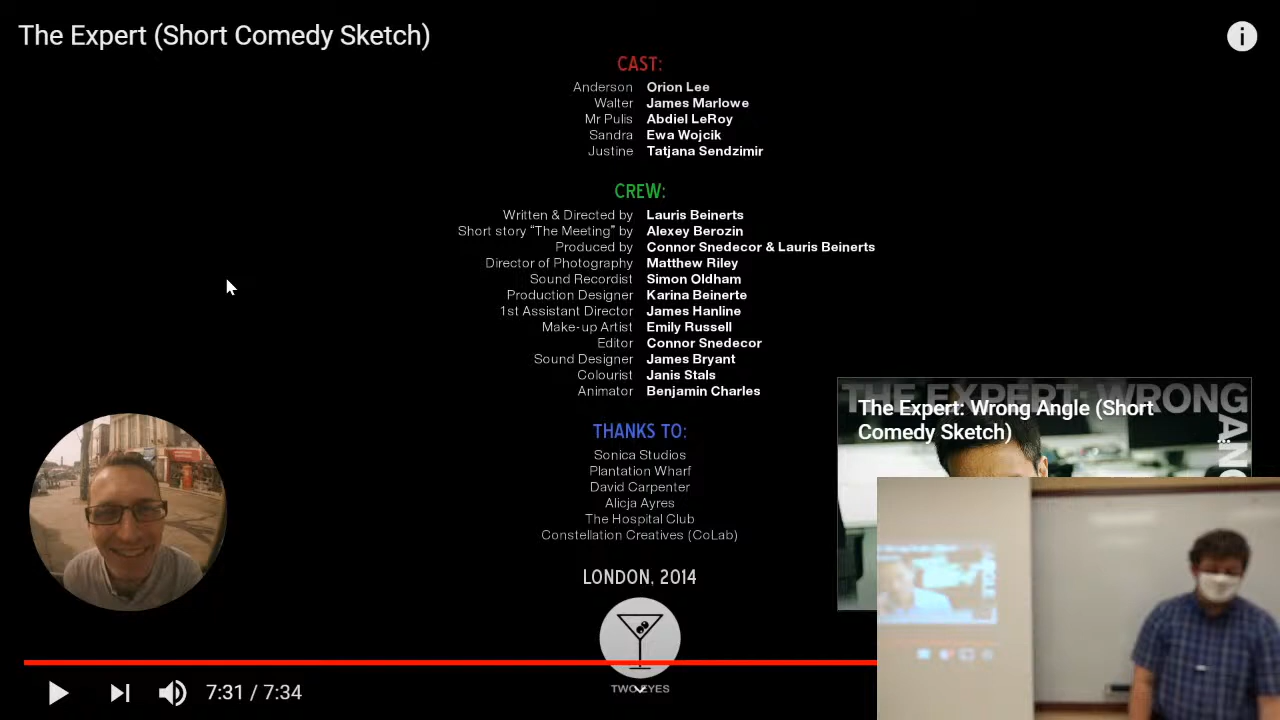 The Expert (Short Comedy Sketch)
CAST:
Anderson Orion Lee
Walter James Marlowe
Mr Pulis Abdiel LeRoy
Sandra Ewa Wojcik
Justine Tatjana Sendzimir
CREW:
Written & Directed by Lauris Beinerts
Short story "The Meeting" by Alexey Berozin
Produced by Connor Snedecor & Lauris Beinerts
Director of Photography Matthew Riley
Sound Recordist Simon Oldham
Production Designer Karina Beinerte
1st Assistant Director James Hanline
Make-up Artist Emily Russell
Editor Connor Snedecor
Sound Designer James Bryant
Colourist Janis Stals
Animator Benjamin Charles
THE EXPERT: WRONG
The Expert: Wrong Angle (Short
Comedy Sketch)
THANKS TO:
Sonica Studios
Plantation Wharf
David Carpenter
Alicja Ayres
The Hospital Club
Constellation Creatives (CoLab)
LONDON, 2014
TWO EYES
7:31 / 7:34